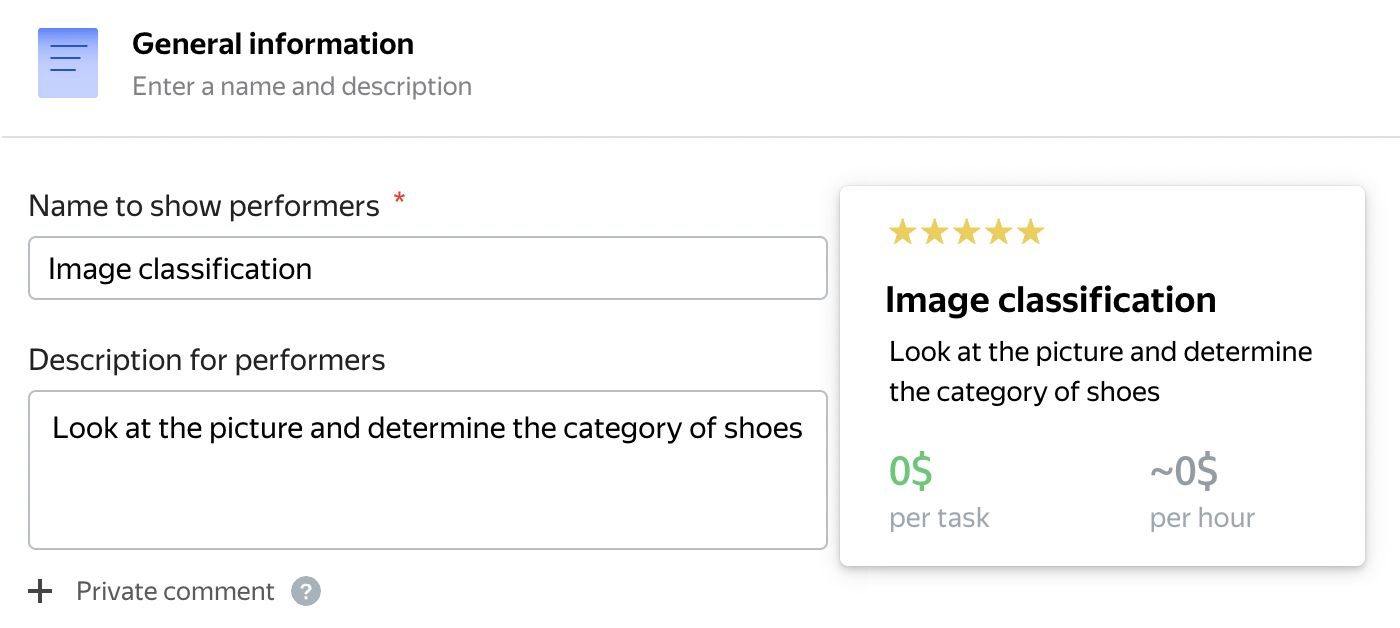 General information
Enter a name and description
Name to show performers *
Image classification
Description for performers
Look at the picture and determine the category of shoes
+ Private comment ?
Image classification
Look at the picture and determine
the category of shoes
0$ ~0$
per task per hour